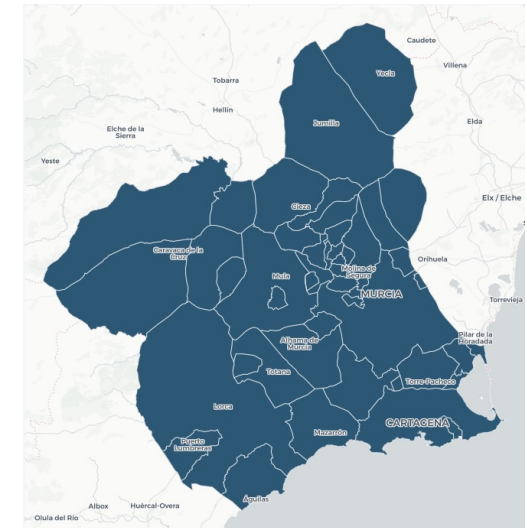 Caudete
Yecla
Villena
Tobarra
Hellín
Jumilla
Elda
Elche de la
Sierra
Yeste
Elx / Elche
Cieza
Caravaca de la
Cruz
Orihuela
Mula
Molina de
Segura
MURCIA
Torrevieja
Pilar de la
Horadada
Alhama de
Murcia
Totana
Torre-Pacheco
Lorca
CARTAGENA
Mazarrón
Puerto
Lumbreras
Águilas
Albox
Huércal-Overa
Olula del Río